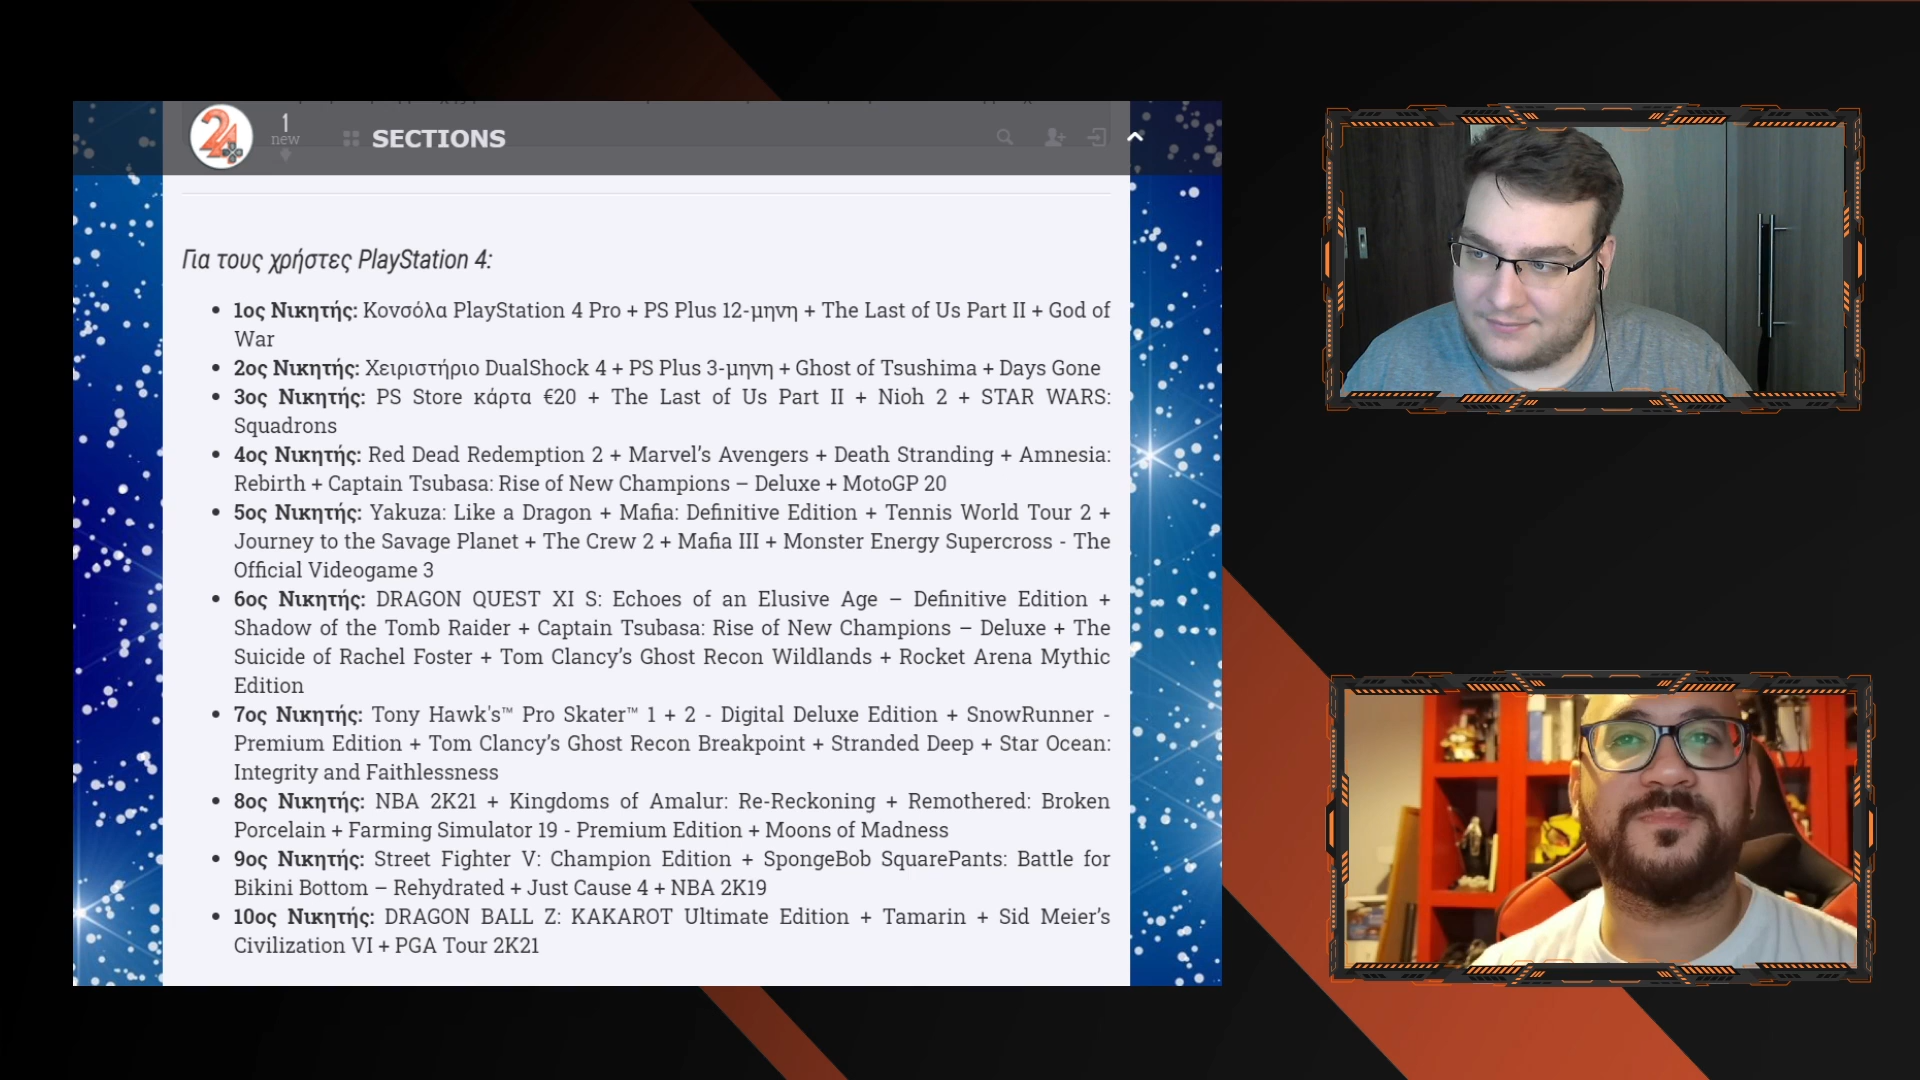 24
1
new
SECTIONS
Για τους χρήστες PlayStation 4:
• 1ος Νικητής: Κονσόλα PlayStation 4 Pro + PS Plus 12-μηνη + The Last of Us Part II + God of
War
• 2ος Νικητής: Χειριστήριο DualShock 4 + PS Plus 3-μηνη + Ghost of Tsushima + Days Gone
• 3ος Νικητής: PS Store κάρτα €20 + The Last of Us Part II + Nioh 2 + STAR WARS:
Squadrons
• 4ος Νικητής: Red Dead Redemption 2 + Marvel’s Avengers + Death Stranding + Amnesia:
Rebirth + Captain Tsubasa: Rise of New Champions – Deluxe + MotoGP 20
• 5ος Νικητής: Yakuza: Like a Dragon + Mafia: Definitive Edition + Tennis World Tour 2 +
Journey to the Savage Planet + The Crew 2 + Mafia III + Monster Energy Supercross - The
Official Videogame 3
• 6ος Νικητής: DRAGON QUEST XI S: Echoes of an Elusive Age – Definitive Edition +
Shadow of the Tomb Raider + Captain Tsubasa: Rise of New Champions – Deluxe + The
Suicide of Rachel Foster + Tom Clancy’s Ghost Recon Wildlands + Rocket Arena Mythic
Edition
• 7ος Νικητής: Tony Hawk's™ Pro Skater™ 1 + 2 - Digital Deluxe Edition + SnowRunner -
Premium Edition + Tom Clancy’s Ghost Recon Breakpoint + Stranded Deep + Star Ocean:
Integrity and Faithlessness
• 8ος Νικητής: NBA 2K21 + Kingdoms of Amalur: Re-Reckoning + Remothered: Broken
Porcelain + Farming Simulator 19 - Premium Edition + Moons of Madness
• 9ος Νικητής: Street Fighter V: Champion Edition + SpongeBob SquarePants: Battle for
Bikini Bottom – Rehydrated + Just Cause 4 + NBA 2K19
• 10ος Νικητής: DRAGON BALL Z: KAKAROT Ultimate Edition + Tamarin + Sid Meier’s
Civilization VI + PGA Tour 2K21